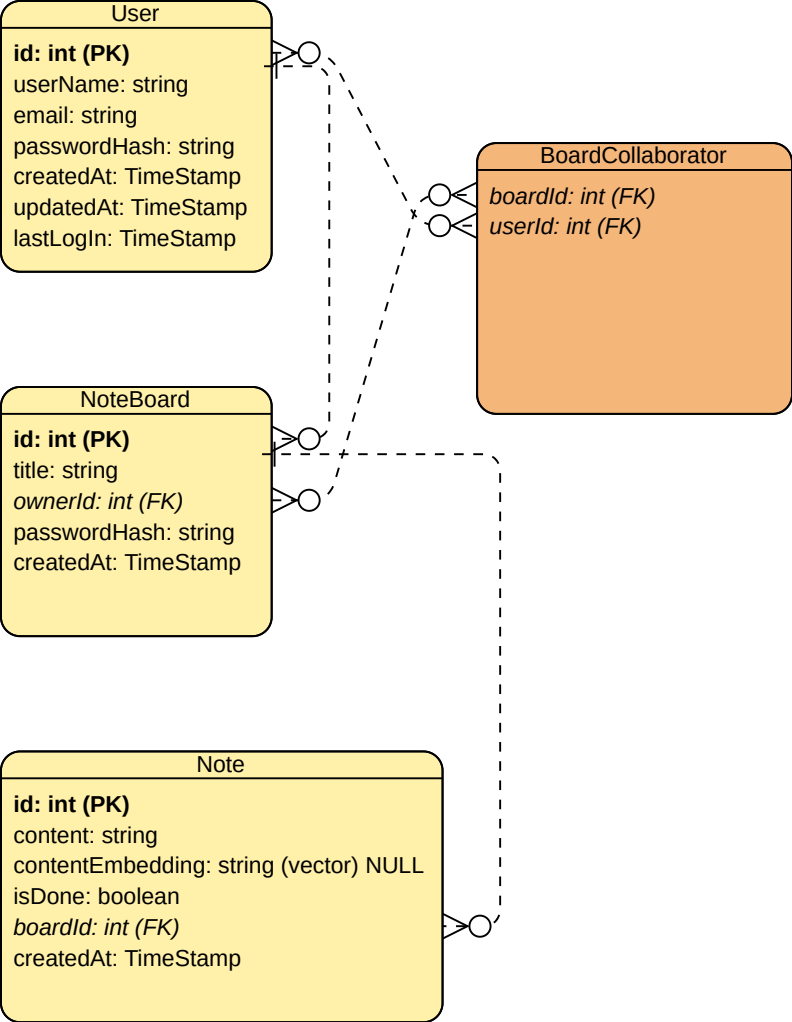 User
id: int (PK)
userName: string
email: string
passwordHash: string
createdAt: TimeStamp
updatedAt: TimeStamp
lastLogIn: TimeStamp
BoardCollaborator
boardId: int (FK)
userId: int (FK)
NoteBoard
id: int (PK)
title: string
ownerId: int (FK)
passwordHash: string
createdAt: TimeStamp
Note
id: int (PK)
content: string
contentEmbedding: string (vector) NULL
isDone: boolean
boardId: int (FK)
createdAt: TimeStamp